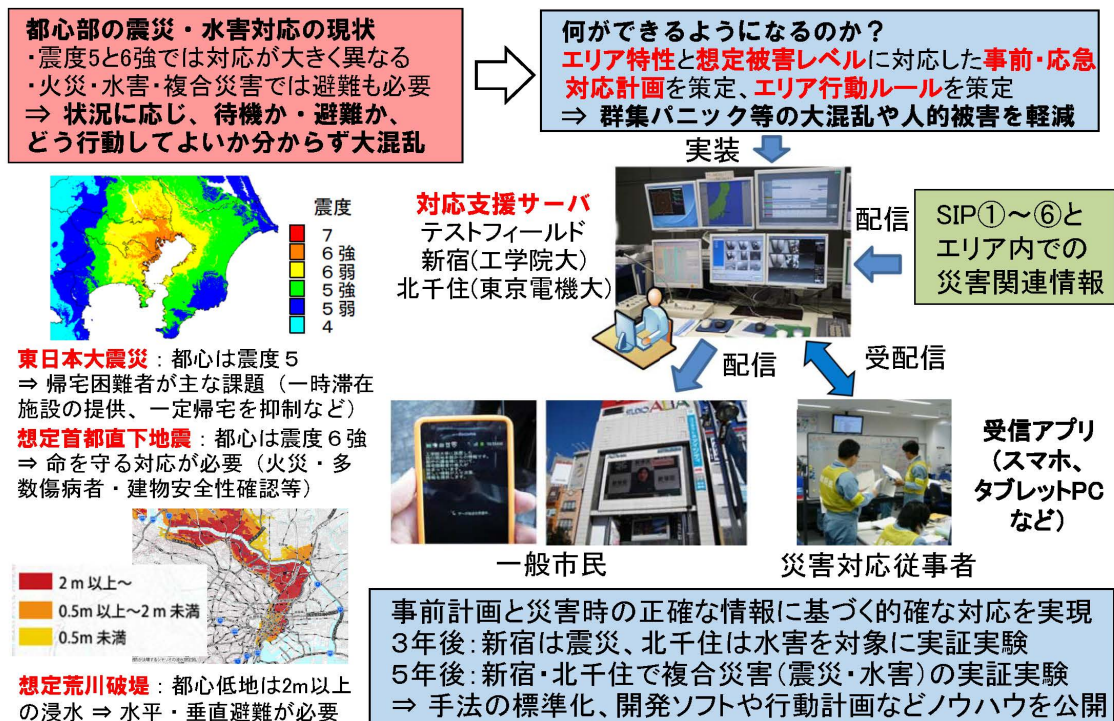 都心部の震災・水害対応の現状
・震度5と6強では対応が大きく異なる
・火災・水害・複合災害では避難も必要
⇒ 状況に応じ、待機か・避難か、
どう行動してよいか分からず大混乱
何ができるようになるのか？
エリア特性と想定被害レベルに対応した事前・応急
対応計画を策定、エリア行動ルールを策定
⇒ 群集パニック等の大混乱や人的被害を軽減
実装
対応支援サーバ
テストフィールド
新宿(工学院大)
北千住(東京電機大)
配信
SIP①～⑥と
エリア内での
災害関連情報
震度
7
6強
6弱
5強
5弱
4
配信
受配信
東日本大震災：都心は震度５
⇒ 帰宅困難者が主な課題（一時滞在
施設の提供、一定帰宅を抑制など）
想定首都直下地震：都心は震度６強
⇒ 命を守る対応が必要（火災・多
数傷病者・建物安全性確認等）
受信アプリ
（スマホ、
タブレットPC
など）
一般市民
災害対応従事者
2ｍ以上～
0.5m以上～2ｍ未満
0.5m未満
想定荒川破堤：都心低地は2m以上
の浸水 ⇒ 水平・垂直避難が必要
事前計画と災害時の正確な情報に基づく的確な対応を実現
３年後：新宿は震災、北千住は水害を対象に実証実験
５年後：新宿・北千住で複合災害（震災・水害）の実証実験
⇒ 手法の標準化、開発ソフトや行動計画などノウハウを公開